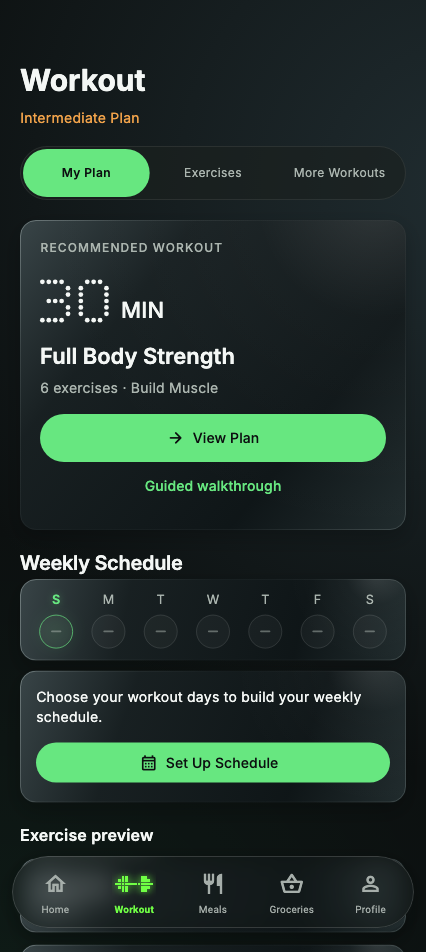 Workout
Intermediate Plan
My Plan
Exercises
More Workouts
RECOMMENDED WORKOUT
30 MIN
Full Body Strength
6 exercises · Build Muscle
View Plan
Guided walkthrough
Weekly Schedule
S M T W T F S
Choose your workout days to build your weekly
schedule.
Set Up Schedule
Exercise preview
Home
Workout
Meals
Groceries
Profile